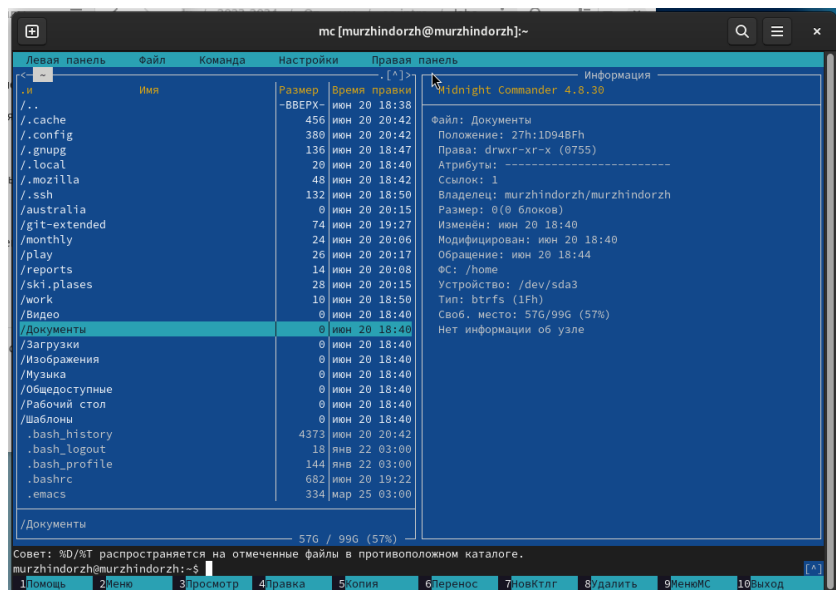 mc [murzhindorzh@murzhindorzh]:~
Левая панель Файл Команда Настройки Правая панель
<─ ~ .[^]> Информация
.и Имя Размер Время правки Midnight Commander 4.8.30
/.. -ВВЕРХ- июн 20 18:38
/.cache 456 июн 20 20:42 Файл: Документы
/.config 380 июн 20 20:42 Положение: 27h:1D94BFh
/.gnupg 136 июн 20 18:47 Права: drwxr-xr-x (0755)
/.local 20 июн 20 18:40 Атрибуты: -------------------------
/.mozilla 48 июн 20 18:42 Ссылок: 1
/.ssh 132 июн 20 18:50 Владелец: murzhindorzh/murzhindorzh
/australia 0 июн 20 20:15 Размер: 0(0 блоков)
/git-extended 74 июн 20 19:27 Изменён: июн 20 18:40
/monthly 24 июн 20 20:06 Модифицирован: июн 20 18:40
/play 26 июн 20 20:17 Обращение: июн 20 18:44
/reports 14 июн 20 20:08 ФС: /home
/ski.plases 28 июн 20 20:15 Устройство: /dev/sda3
/work 10 июн 20 18:50 Тип: btrfs (1Fh)
/Видео 0 июн 20 18:40 Своб. место: 57G/99G (57%)
/Документы 0 июн 20 18:40 Нет информации об узле
/Загрузки 0 июн 20 18:40
/Изображения 0 июн 20 18:40
/Музыка 0 июн 20 18:40
/Общедоступные 0 июн 20 18:40
/Рабочий стол 0 июн 20 18:40
/Шаблоны 0 июн 20 18:40
.bash_history 4373 июн 20 20:42
.bash_logout 18 янв 22 03:00
.bash_profile 144 янв 22 03:00
.bashrc 682 июн 20 19:22
.emacs 334 мар 25 03:00
/Документы
57G / 99G (57%)
Совет: %D/%T распространяется на отмеченные файлы в противоположном каталоге.
murzhindorzh@murzhindorzh:~$ [^]
1Помощь 2Меню 3Просмотр 4Правка 5Копия 6Перенос 7НовКтлг 8Удалить 9МенюМС 10Выход